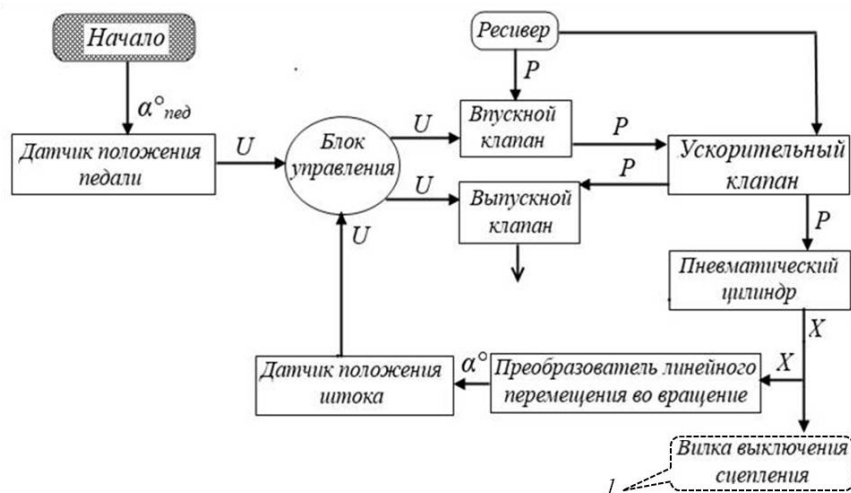 Начало
Ресивер
P
α°пед
Датчик положения
педали
U
Блок
управления
U
U
Впускной
клапан
P
Ускорительный
клапан
P
Выпускной
клапан
P
U
Пневматический
цилиндр
X
Датчик положения
штока
α°
Преобразователь линейного
перемещения во вращение
X
Вилка выключения
сцепления
1